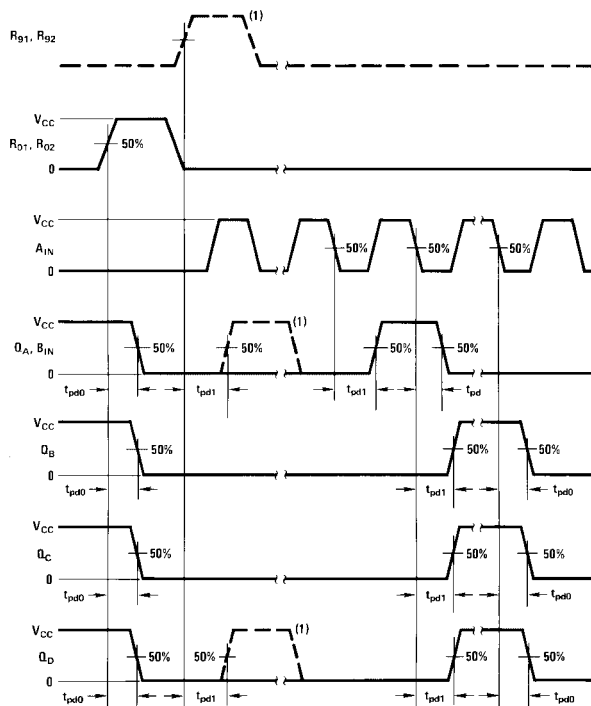 R91, R92
(1)
VCC
R01, R02
50%
0
VCC
AIN
50%
50%
50%
0
VCC
(1)
QA, BIN
50%
50%
50%
50%
0
tpd0
tpd1
tpd1
tpd
VCC
QB
50%
50%
50%
0
tpd0
tpd1
tpd0
VCC
QC
50%
50%
50%
0
tpd0
tpd1
tpd0
VCC
(1)
QD
50%
50%
50%
50%
0
tpd0
tpd1
tpd1
tpd0